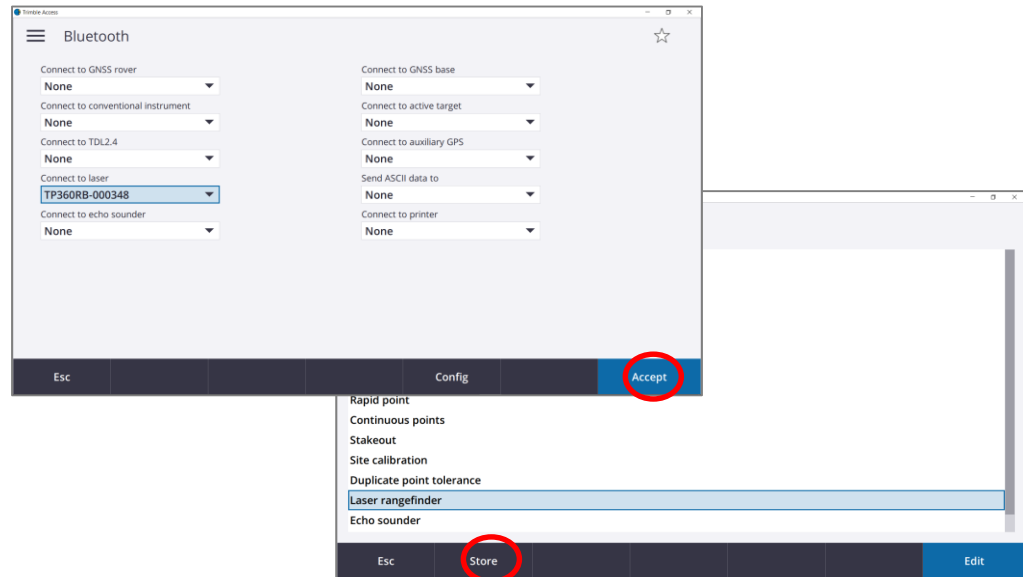 Trimble Access
Bluetooth
Connect to GNSS rover
None
Connect to GNSS base
None
Connect to conventional instrument
None
Connect to active target
None
Connect to TDL2.4
None
Connect to auxiliary GPS
None
Connect to laser
TP360RB-000348
Send ASCII data to
None
Connect to echo sounder
None
Connect to printer
None
Esc Config Accept
Rapid point
Continuous points
Stakeout
Site calibration
Duplicate point tolerance
Laser rangefinder
Echo sounder
Esc Store Edit